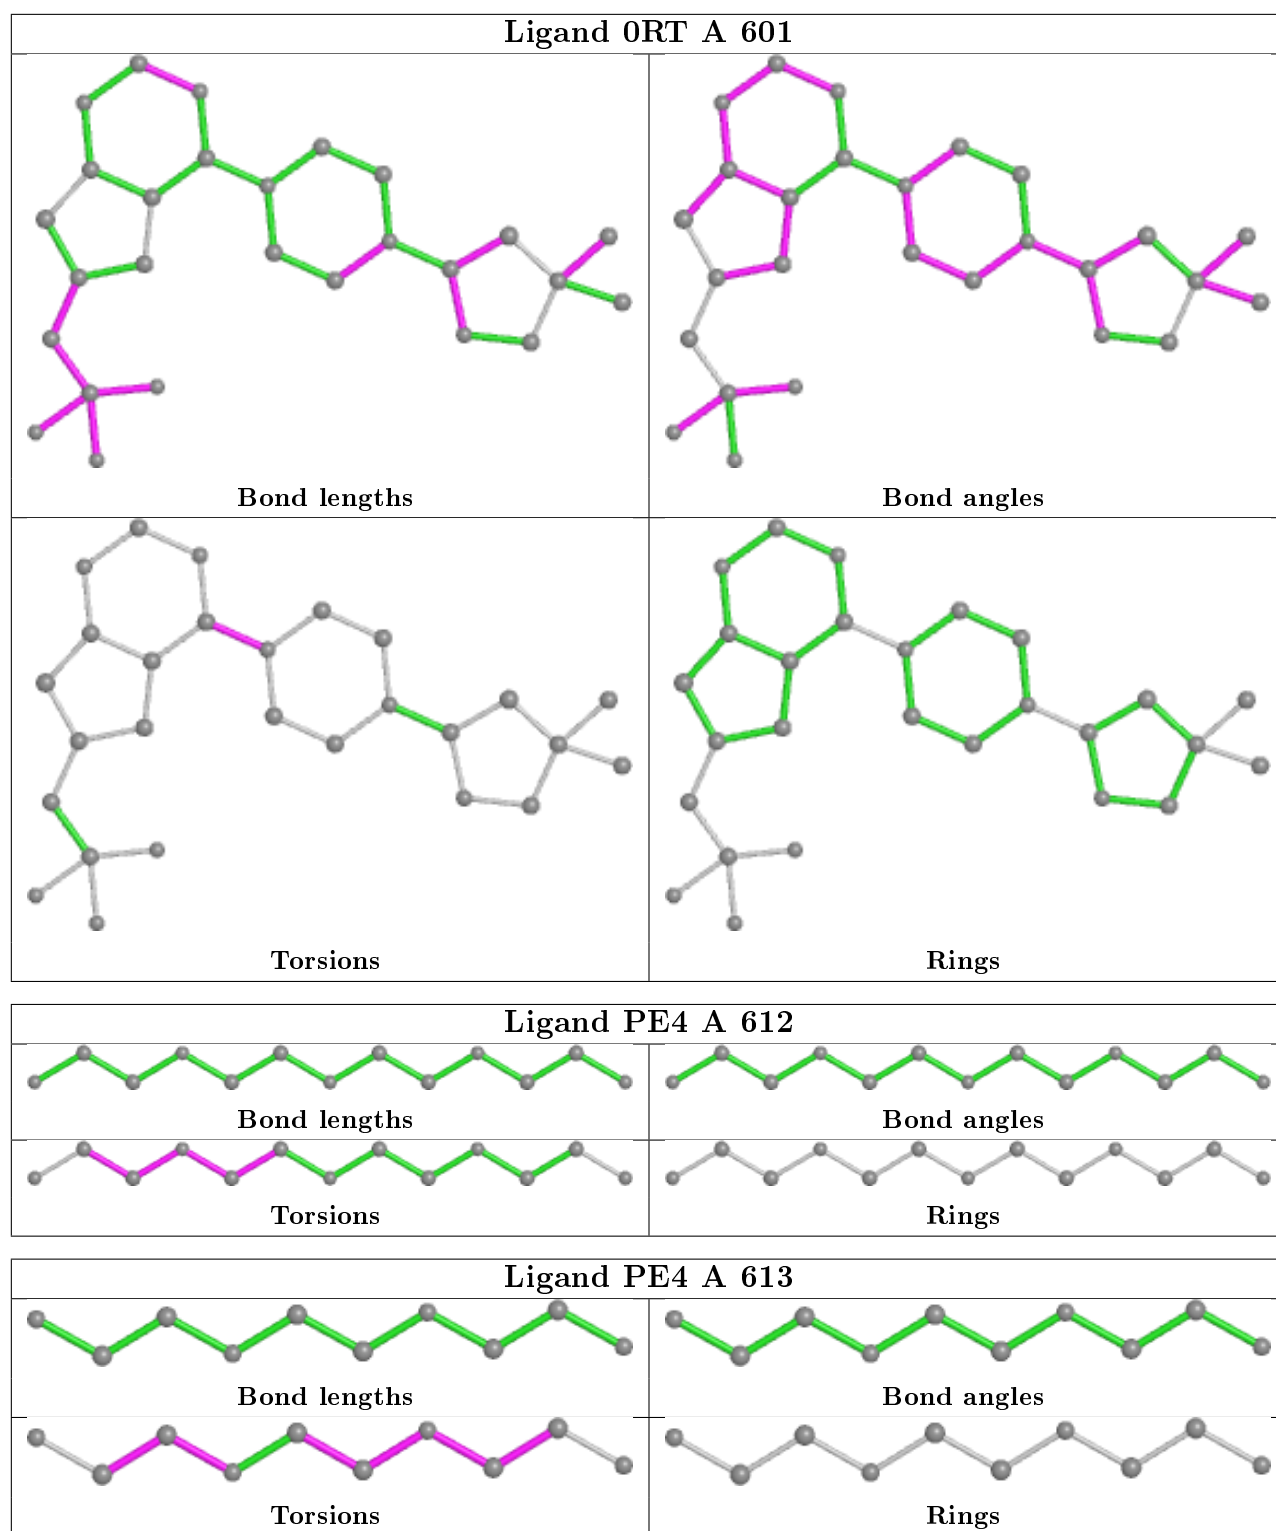 Ligand 0RT A 601
Bond lengths
Bond angles
Torsions
Rings
Ligand PE4 A 612
Bond lengths
Bond angles
Torsions
Rings
Ligand PE4 A 613
Bond lengths
Bond angles
Torsions
Rings